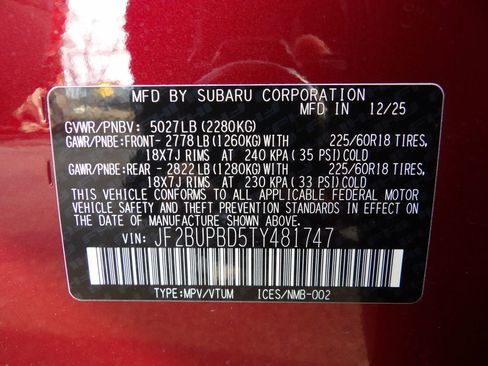 MFD BY SUBARU CORPORATION
IN 12/25
GVWR/PNBV: 5027LB(2280KG)
GAWR/PNBE:FRONT- 2778LB(1260KG)WITH 225/60R18 TIRES,
18X7J RIMS AT 240 KPA( 35 PSI)COLD
GAWR/PNBE:REAR - 2822LB(1280KG)WITH 225/60R18 TIRES,
18X7J RIMS AT 230 KPA( 33 PSI)COLD
THIS VEHICLE CONFORMS TO ALL APPLICABLE FEDERAL MOTOR
VEHICLE SAFETY AND THEFT PREVENTION STANDARDS IN EFFECT ON
THE DATE OF MANUFACTURE SHOWN ABOVE.
VIN: JF2BUPBD5TY481747
TYPE:MPV/VTUM ICES/NMB-002